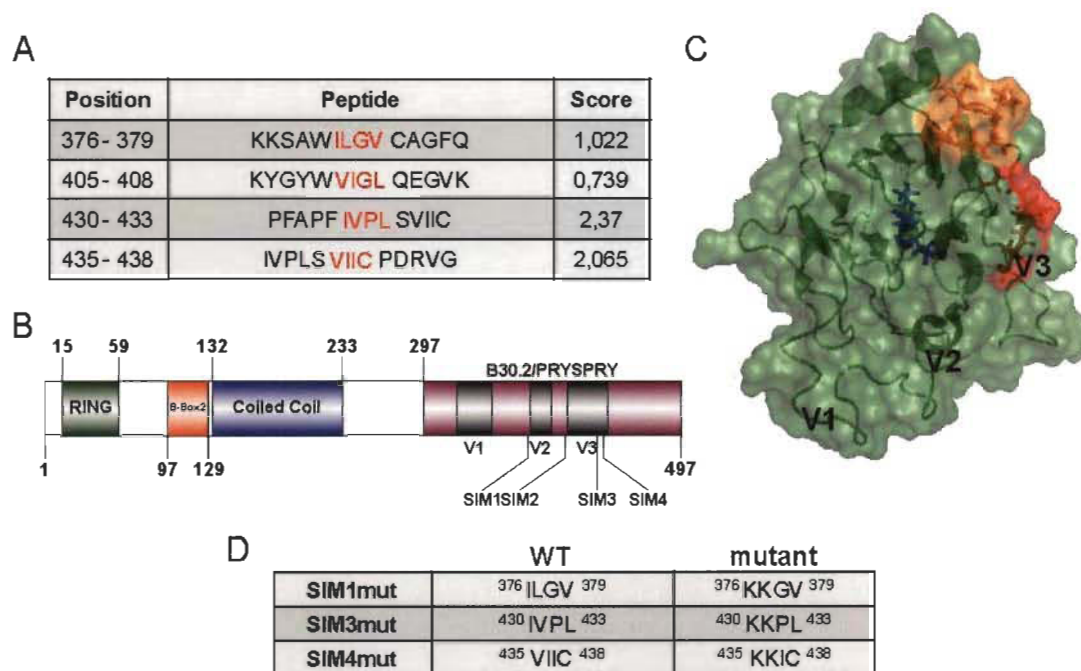 A
Position Peptide Score
376- 379 KKSAWILGV CAGFQ 1,022
405- 408 KYGYWVIGL QEGVK 0,739
430 - 433 PFAPF IVPL SVIIC 2,37
435 - 438 IVPLS VIIC PDRVG 2,065
C
V3
V2
V1
B
15 59 132 233 297
B30.2/PRYSPRY
RING B-Box2 Coiled Coil
V1 V2 V3
1 97 129 497
SIM1 SIM2 SIM3 SIM4
D
WT mutant
SIM1mut 376 ILGV 379 376 KKGV 379
SIM3mut 430 IVPL 433 430 KKPL 433
SIM4mut 435 VIIC 438 435 KKIC 438